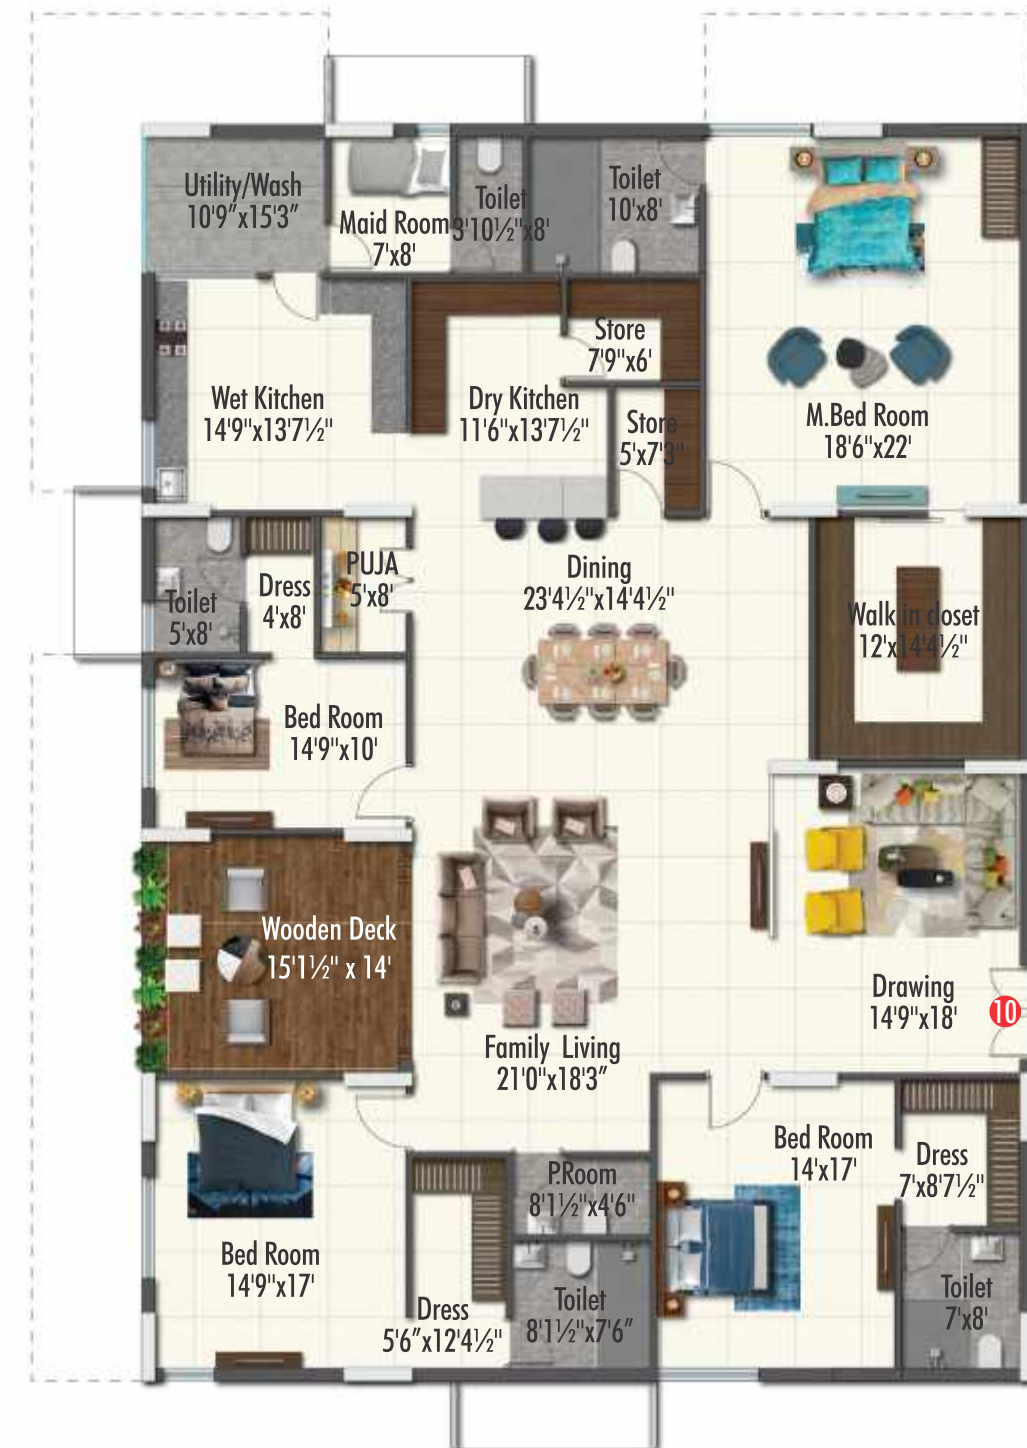 Utility/Wash
10'9”x15'3”
Maid Room
7'x8'
Toilet
3'10½"x8'
Toilet
10'x8'
Store
7'9"x6'
Wet Kitchen
14'9"x13'7½"
Dry Kitchen
11'6"x13'7½"
Store
5'x7'3"
M.Bed Room
18'6"x22'
Toilet
5'x8'
Dress
4'x8'
PUJA
5'x8'
Dining
23'4½"x14'4½"
Walk in closet
12'x14'4½"
Bed Room
14'9"x10'
Wooden Deck
15'1½" x 14'
Drawing
14'9"x18'
10
Family Living
21'0"x18'3”
Bed Room
14'x17'
Dress
7'x8'7½"
P.Room
8'1½"x4'6"
Bed Room
14'9"x17'
Dress
5'6”x12'4½"
Toilet
8'1½"x7'6”
Toilet
7'x8'